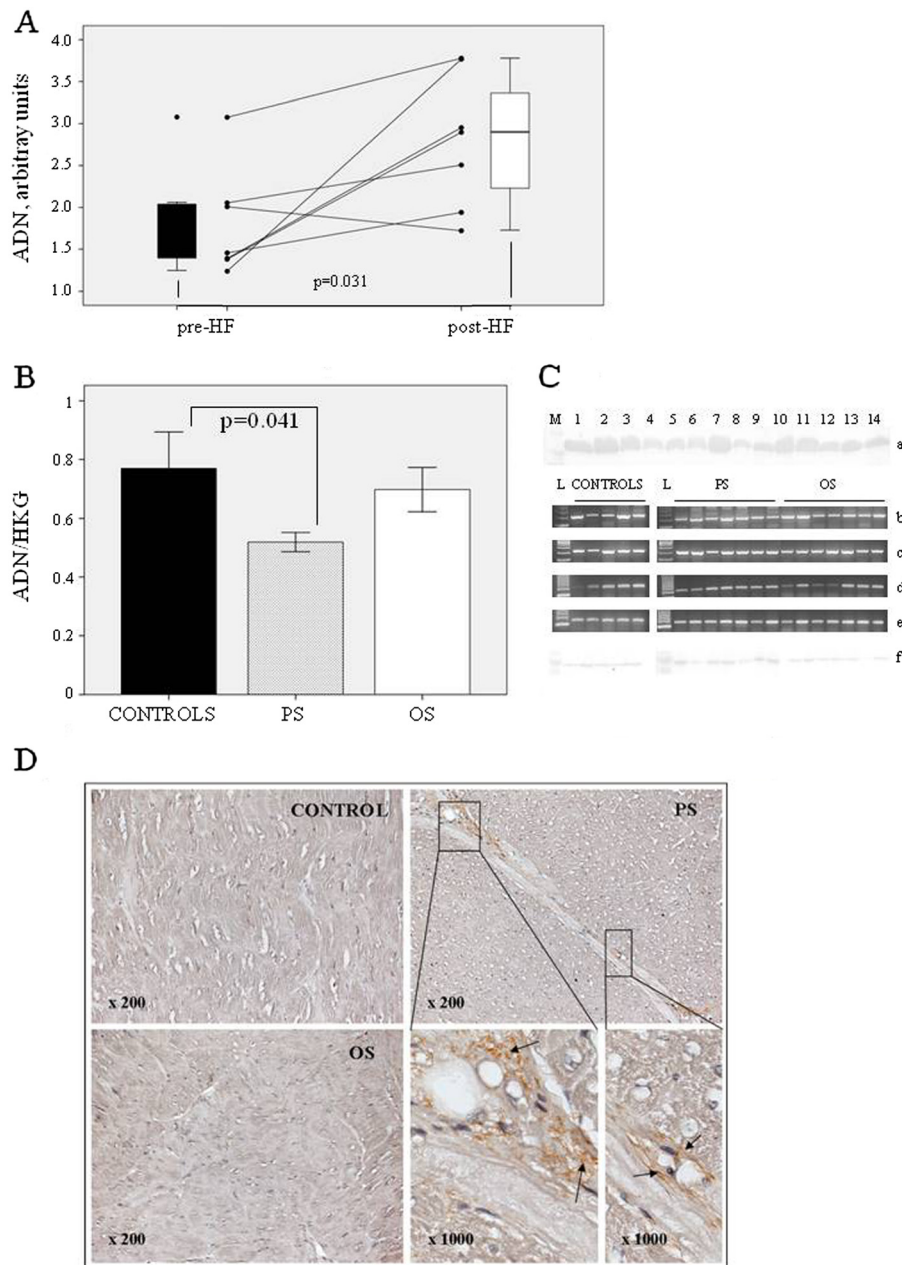 A
ADN, arbitray units
4.0
3.5
3.0
2.5
2.0
1.5
1.0
p=0.031
pre-HF post-HF
B
ADN/HKG
1
0.8
0.6
0.4
0.2
0
p=0.041
CONTROLS PS OS
C
M 1 2 3 4 5 6 7 8 9 10 11 12 13 14
a
L CONTROLS L PS OS
b
c
d
e
f
D
CONTROL
x 200
PS
x 200
OS
x 200
x 1000
x 1000